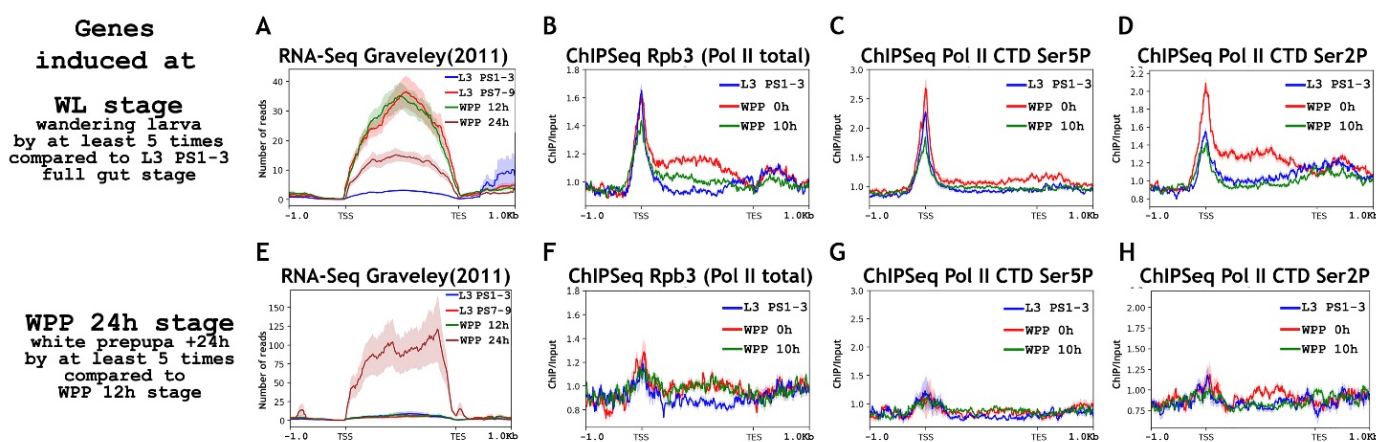 Genes
induced at
WL stage
wandering larva
by at least 5 times
compared to L3 PS1-3
full gut stage
A
RNA-Seq Graveley(2011)
Number of reads
40
30
20
10
0
L3 PS1-3
L3 PS7-9
WPP 12h
WPP 24h
-1.0 TSS TES 1.0Kb
B
ChIPSeq Rpb3 (Pol II total)
ChIP/Input
1.8
1.6
1.4
1.2
1.0
L3 PS1-3
WPP 0h
WPP 10h
-1.0 TSS TES 1.0Kb
C
ChIPSeq Pol II CTD Ser5P
ChIP/Input
3.0
2.5
2.0
1.5
1.0
L3 PS1-3
WPP 0h
WPP 10h
-1.0 TSS TES 1.0Kb
D
ChIPSeq Pol II CTD Ser2P
ChIP/Input
2.2
2.0
1.8
1.6
1.4
1.2
1.0
0.8
L3 PS1-3
WPP 0h
WPP 10h
-1.0 TSS TES 1.0Kb
WPP 24h stage
white prepupa +24h
by at least 5 times
compared to
WPP 12h stage
E
RNA-Seq Graveley(2011)
Number of reads
150
125
100
75
50
25
0
L3 PS1-3
L3 PS7-9
WPP 12h
WPP 24h
-1.0 TSS TES 1.0Kb
F
ChIPSeq Rpb3 (Pol II total)
ChIP/Input
1.8
1.6
1.4
1.2
1.0
0.8
L3 PS1-3
WPP 0h
WPP 10h
-1.0 TSS TES 1.0Kb
G
ChIPSeq Pol II CTD Ser5P
ChIP/Input
3.0
2.5
2.0
1.5
1.0
L3 PS1-3
WPP 0h
WPP 10h
-1.0 TSS TES 1.0Kb
H
ChIPSeq Pol II CTD Ser2P
ChIP/Input
2.00
1.75
1.50
1.25
1.00
0.75
L3 PS1-3
WPP 0h
WPP 10h
-1.0 TSS TES 1.0Kb